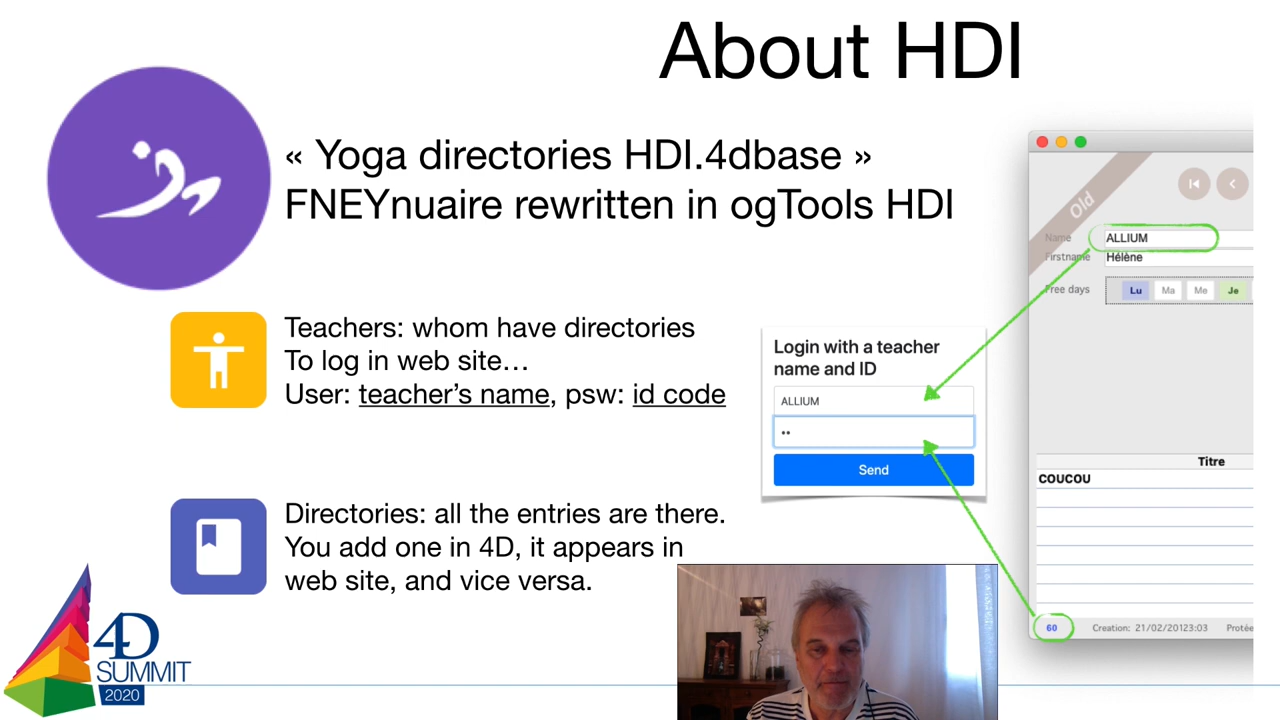 About HDI
« Yoga directories HDI.4dbase »
FNEYnuaire rewritten in ogTools HDI
Teachers: whom have directories
To log in web site…
User: teacher’s name, psw: id code
Directories: all the entries are there.
You add one in 4D, it appears in
web site, and vice versa.
Login with a teacher
name and ID
ALLIUM
••
Send
Old
Name ALLIUM
Firstname Hélène
Free days Lu Ma Me Je
Titre
COUCOU
60 Creation: 21/02/20123:03 Protée
4D
SUMMIT
2020